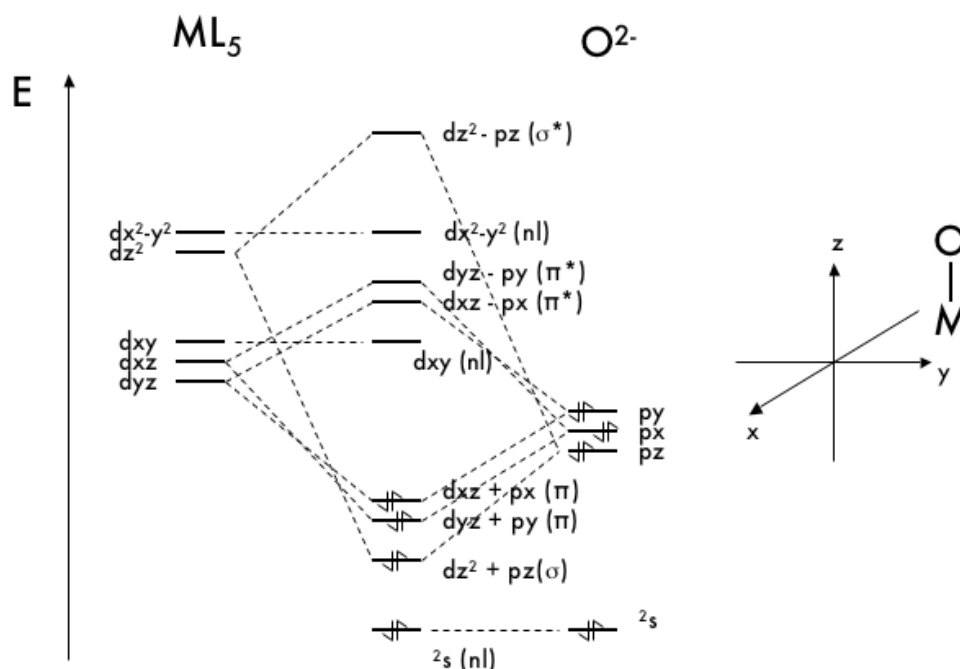 ML₅
O²⁻
E
dz² - pz (σ*)
dx²-y²
dx²-y² (nl)
dz²
dyz - py (π*)
dxz - px (π*)
dxy
dxz
dyz
dxy (nl)
py
px
pz
dxz + px (π)
dyz + py (π)
dz² + pz(σ)
²s
²s (nl)
z
O
M
y
x